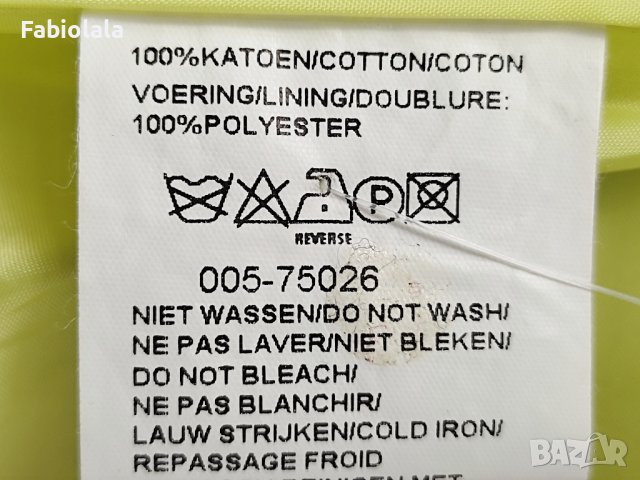 Fabiolala
100%KATOEN/COTTON/COTON
VOERING/LINING/DOUBLURE:
100%POLYESTER
P
REVERSE
005-75026
NIET WASSEN/DO NOT WASH/
NE PAS LAVER/NIET BLEKEN/
DO NOT BLEACH/
NE PAS BLANCHIR/
LAUW STRIJKEN/COLD IRON/
REPASSAGE FROID
BAZAR